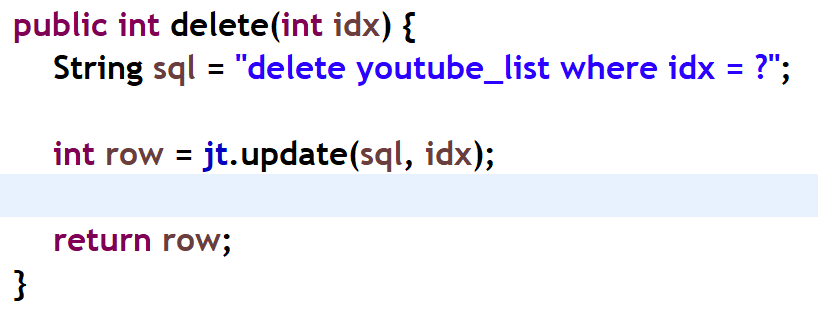 public int delete(int idx) {
String sql = "delete youtube_list where idx = ?";
int row = jt.update(sql, idx);
return row;
}